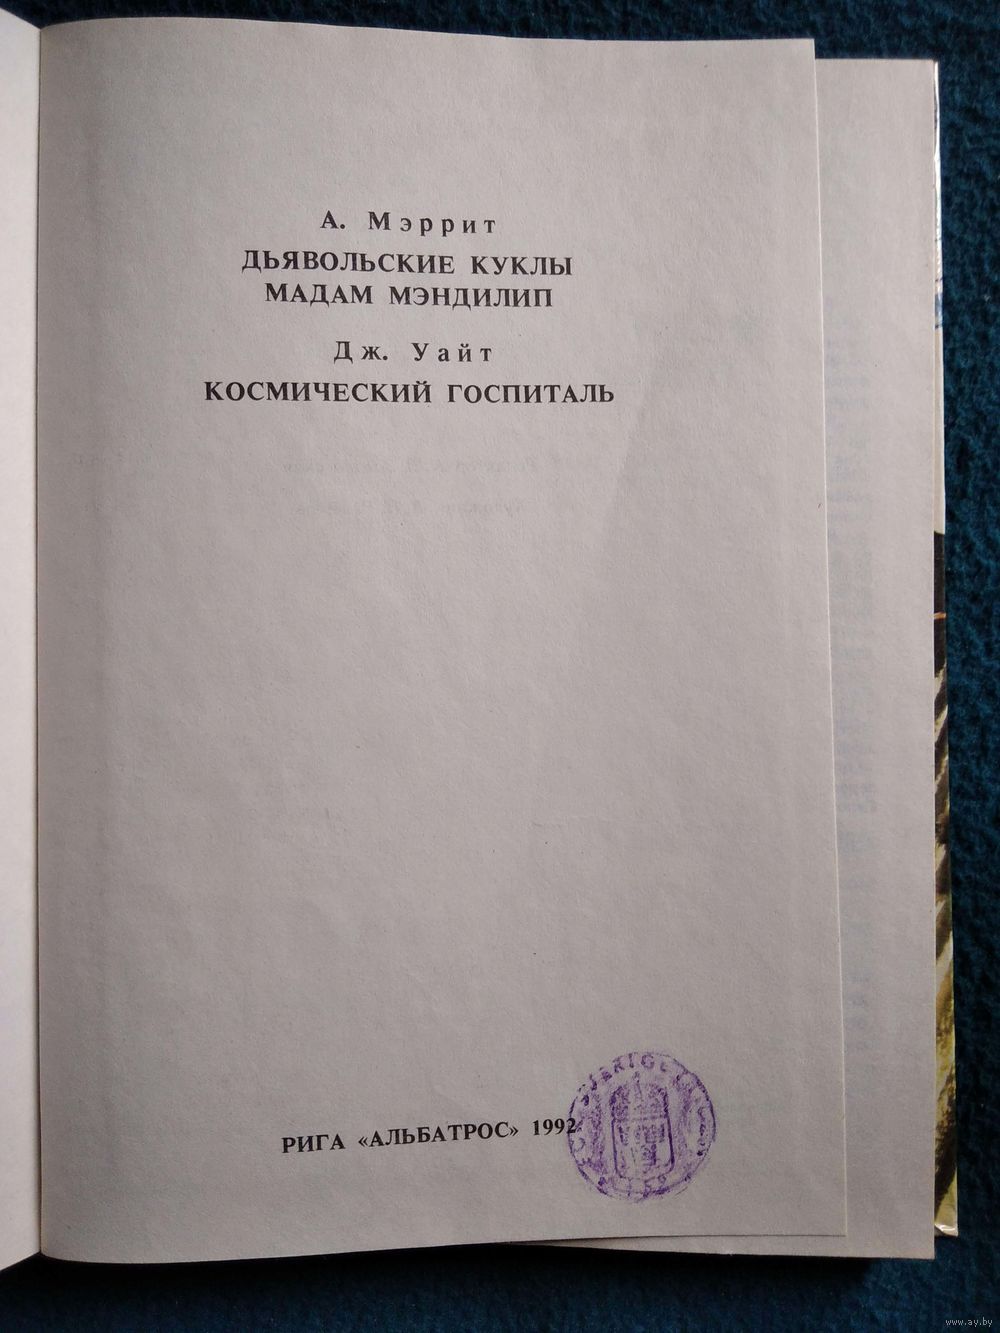 А. Мэррит
ДЬЯВОЛЬСКИЕ КУКЛЫ
МАДАМ МЭНДИЛИП
Дж. Уайт
КОСМИЧЕСКИЙ ГОСПИТАЛЬ
РИГА «АЛЬБАТРОС» 1992
www.ay.by